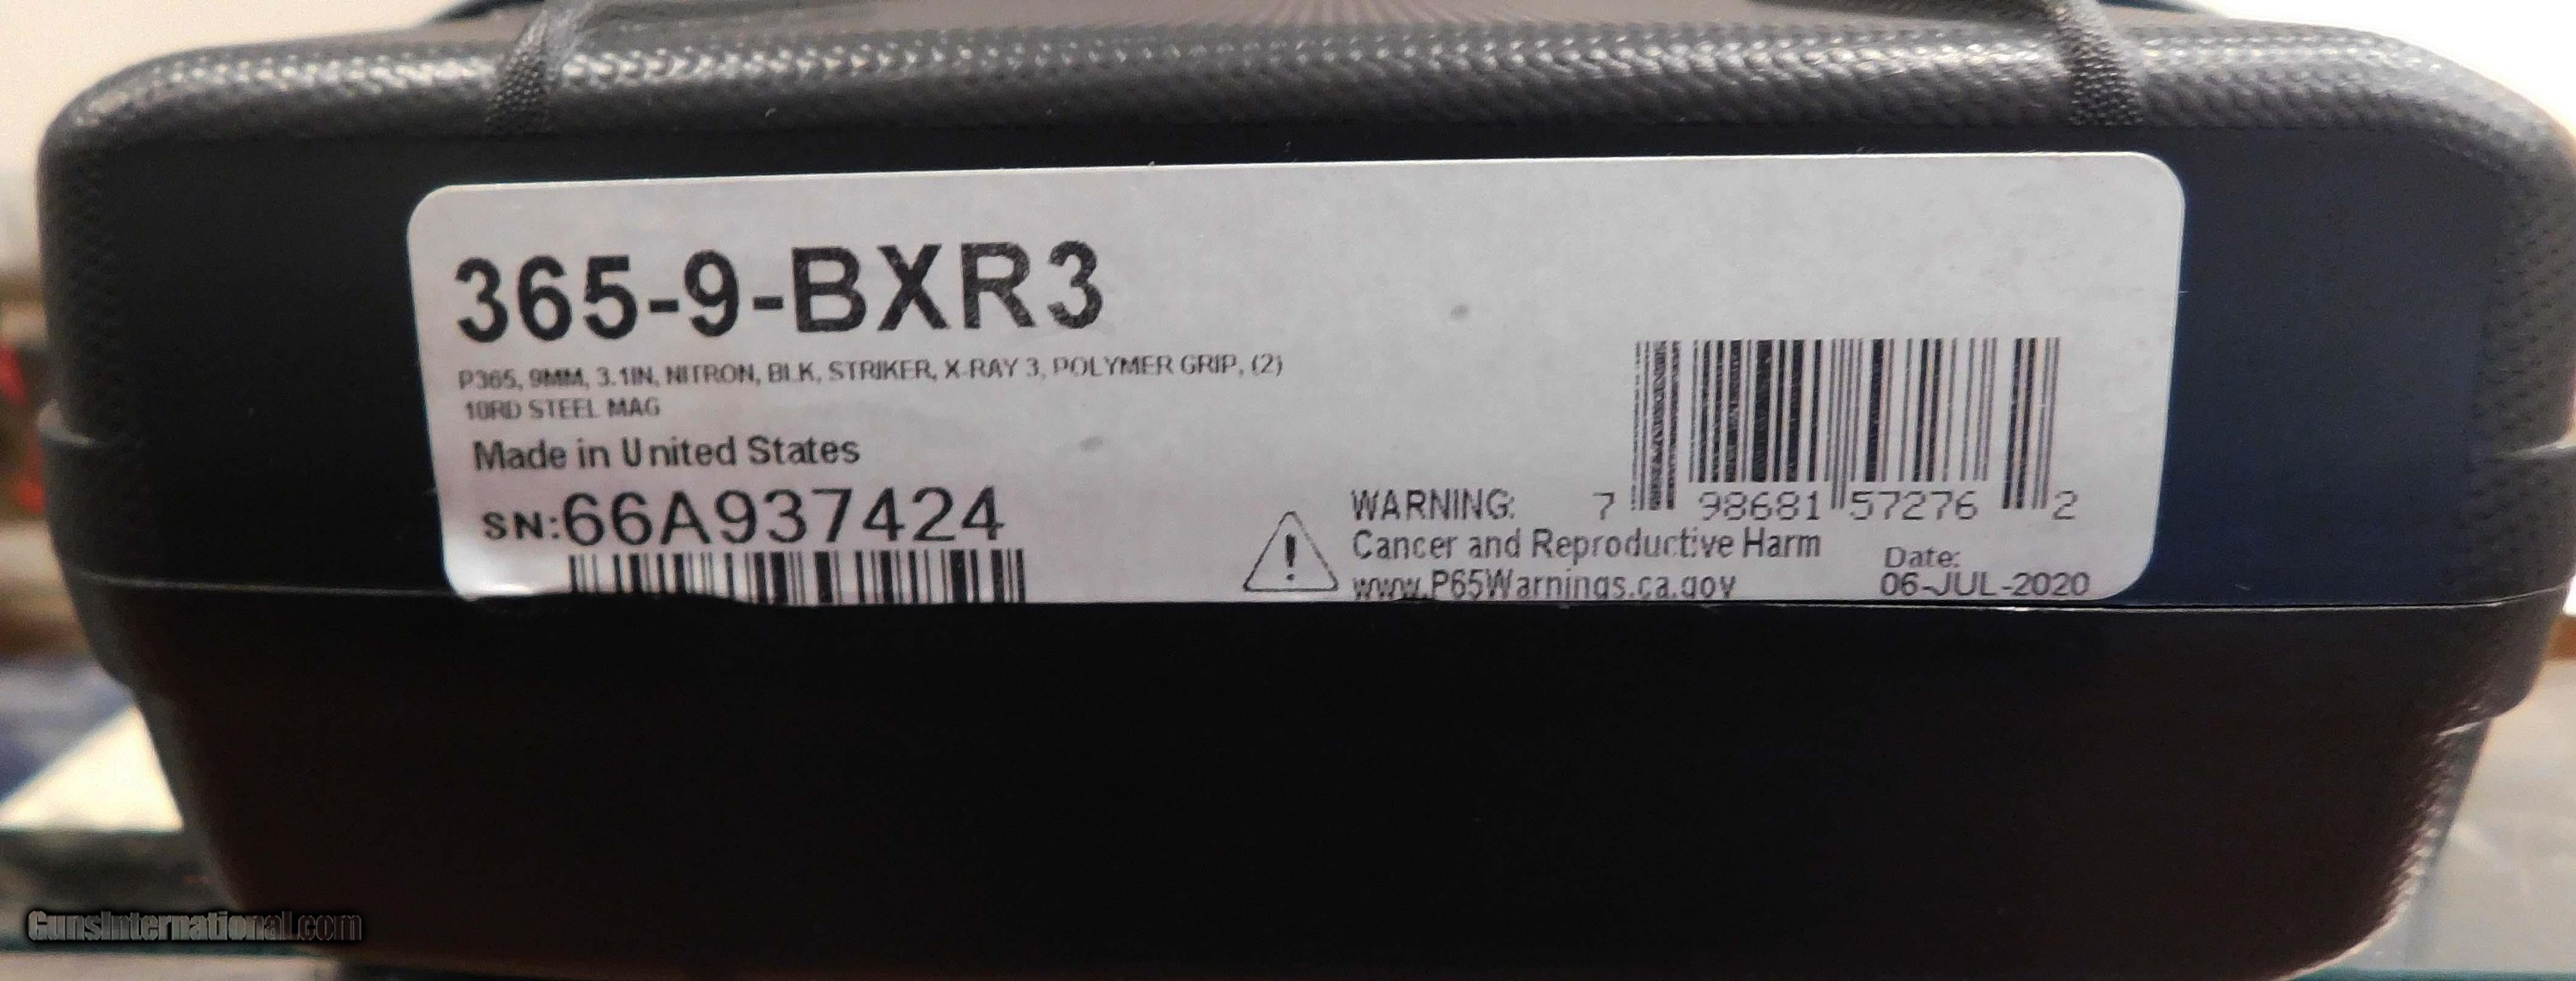 365-9-BXR3
P365, 9MM, 3.1IN, NITRON, BLK, STRIKER, X-RAY 3, POLYMER GRIP, (2)
10RD STEEL MAG
Made in United States
SN:66A937424
7 98681 57276 2
WARNING:
Cancer and Reproductive Harm
www.P65Warnings.ca.gov
Date:
06-JUL-2020
GunsInternational.com